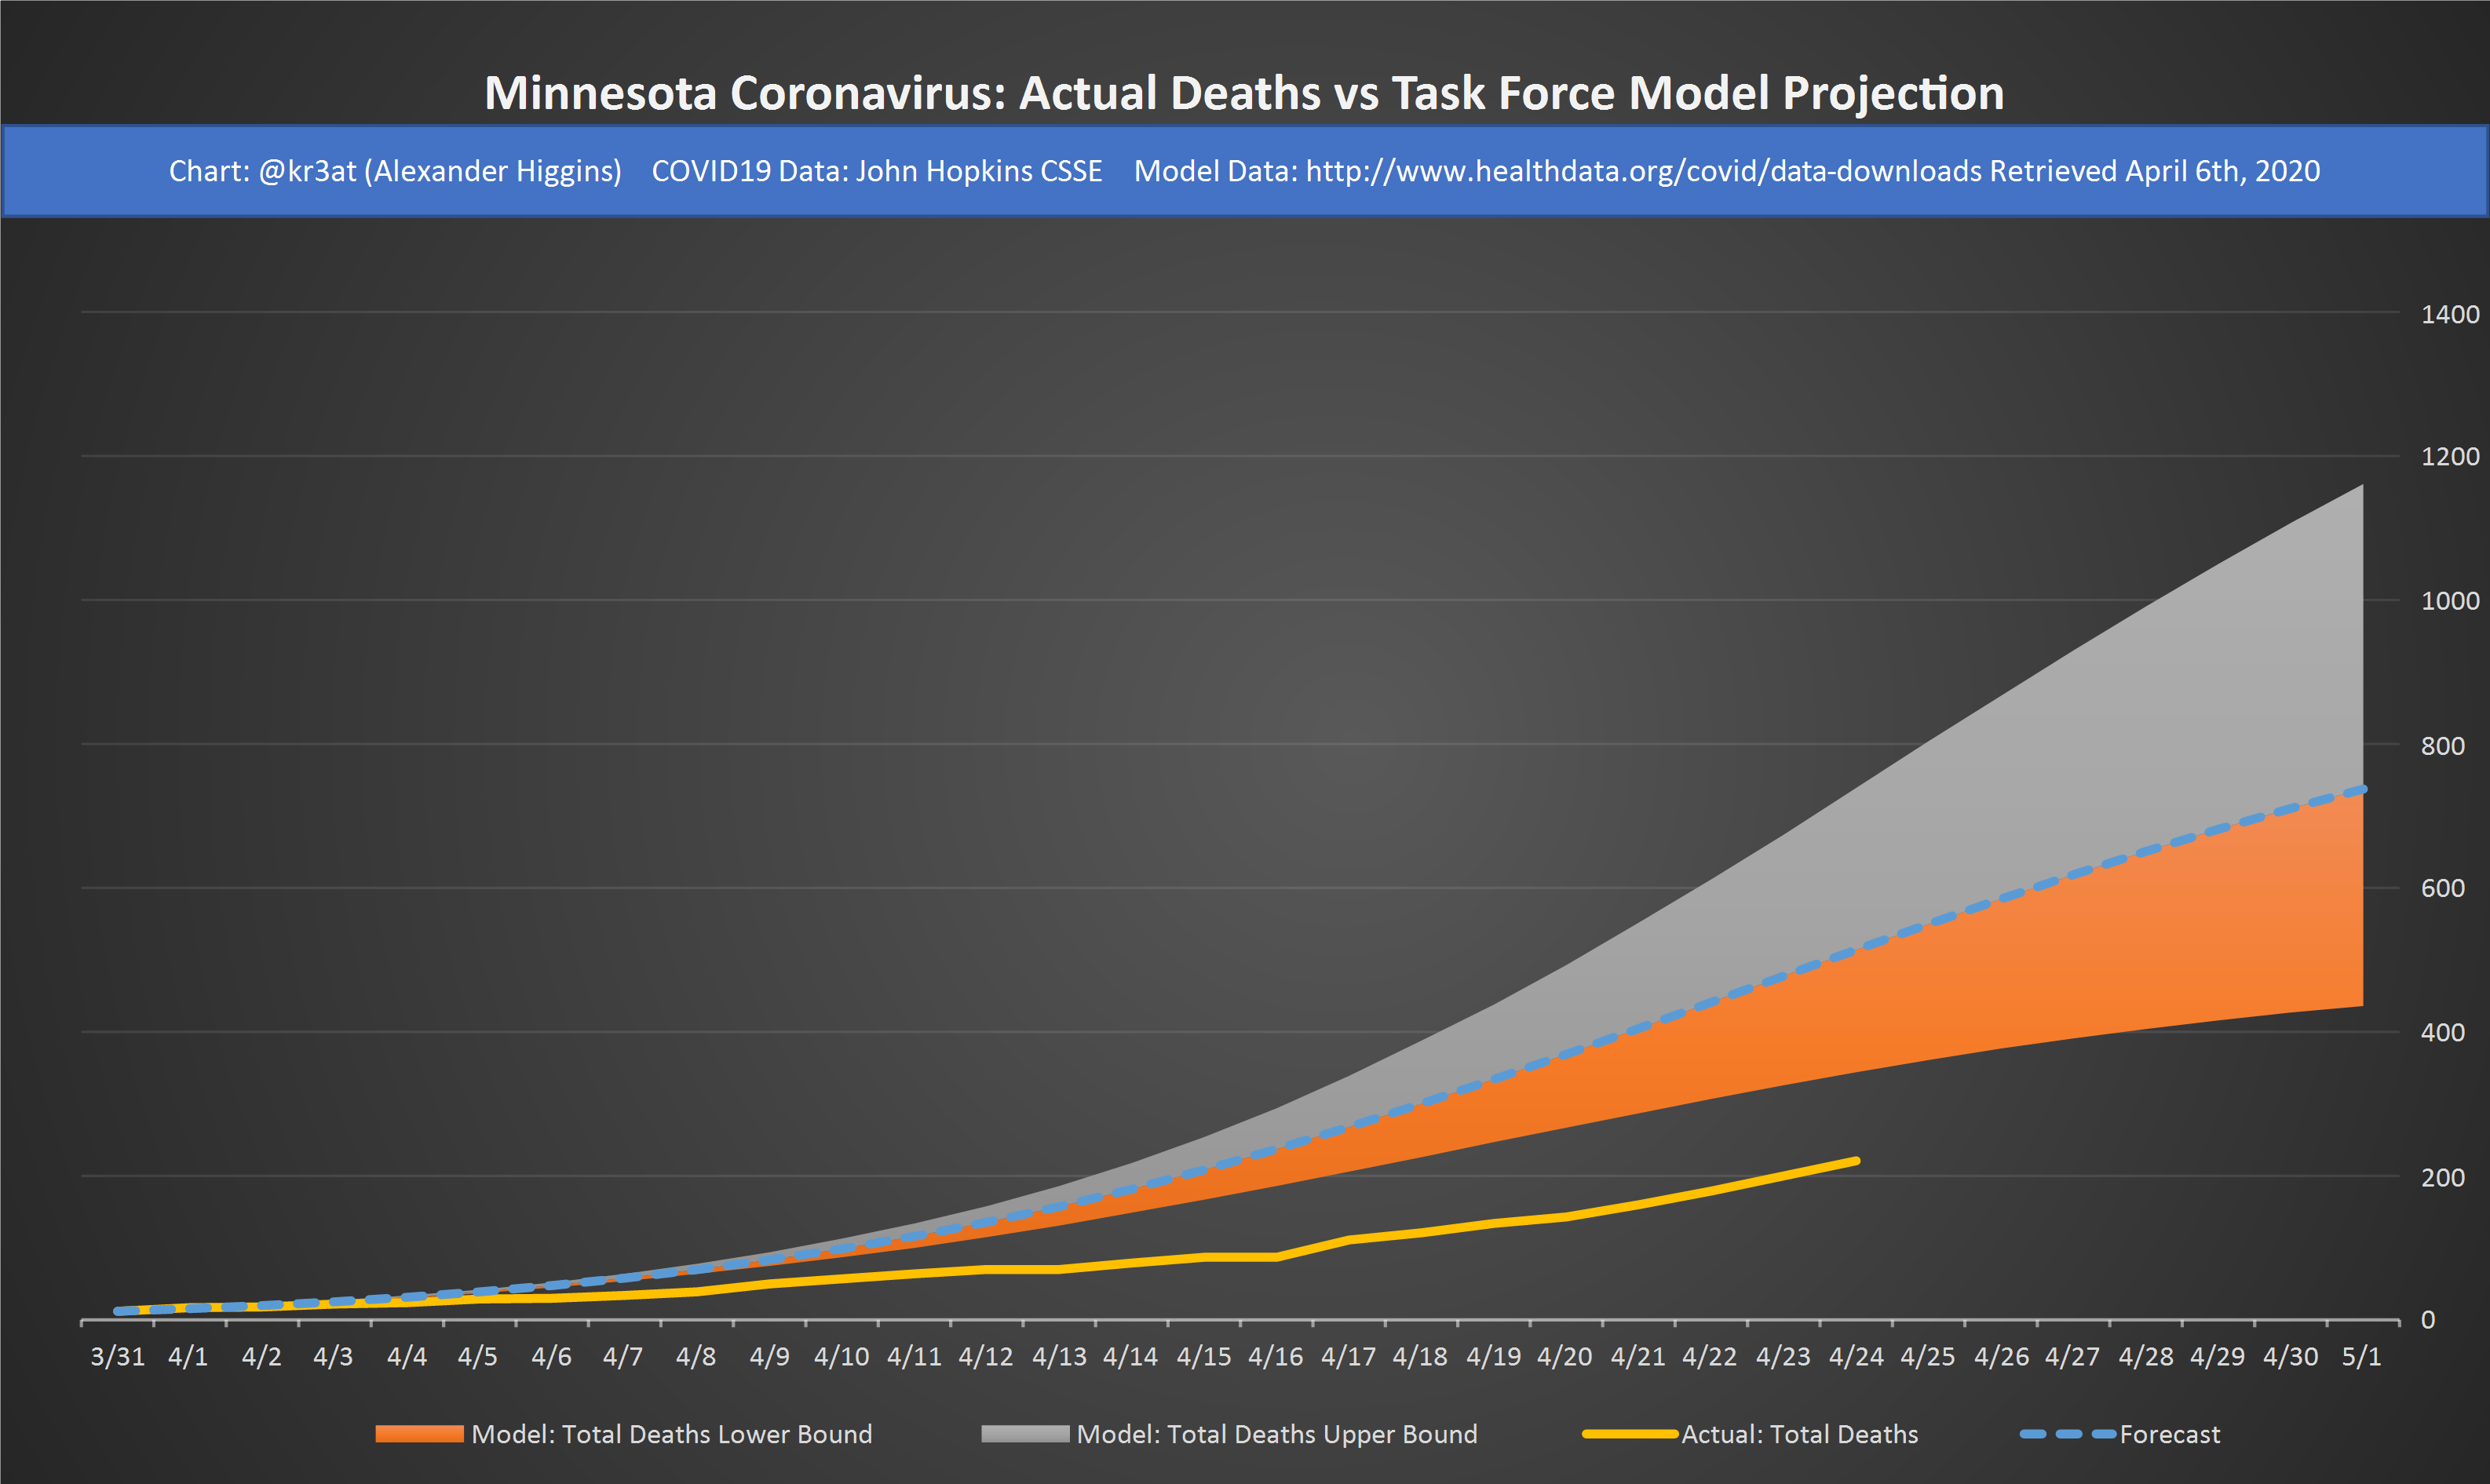 Minnesota Coronavirus: Actual Deaths vs Task Force Model Projection
Chart: @kr3at (Alexander Higgins) COVID19 Data: John Hopkins CSSE Model Data: http://www.healthdata.org/covid/data-downloads Retrieved April 6th, 2020
1400
1200
1000
800
600
400
200
0
3/31 4/1 4/2 4/3 4/4 4/5 4/6 4/7 4/8 4/9 4/10 4/11 4/12 4/13 4/14 4/15 4/16 4/17 4/18 4/19 4/20 4/21 4/22 4/23 4/24 4/25 4/26 4/27 4/28 4/29 4/30 5/1
Model: Total Deaths Lower Bound Model: Total Deaths Upper Bound Actual: Total Deaths Forecast